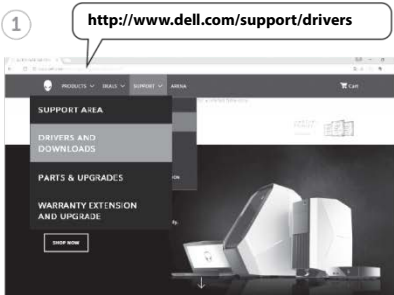 1
http://www.dell.com/support/drivers
PRODUCTS DEALS SUPPORT ARENA Cart
SUPPORT AREA
DRIVERS AND
DOWNLOADS
PARTS & UPGRADES
WARRANTY EXTENSION
AND UPGRADE
SHOP NOW